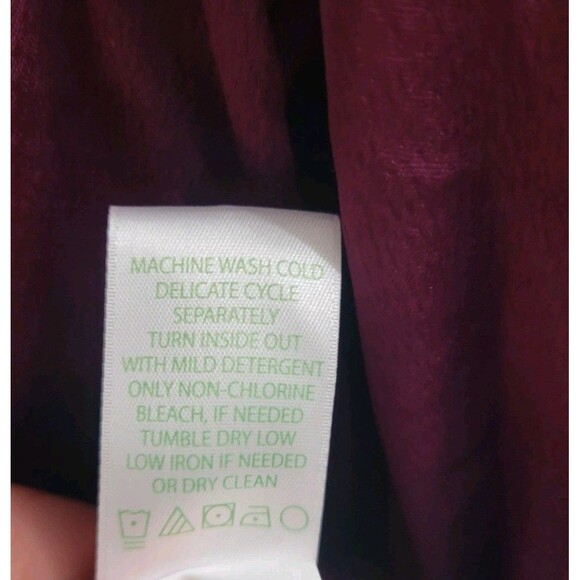 MACHINE WASH COLD
DELICATE CYCLE
SEPARATELY
TURN INSIDE OUT
WITH MILD DETERGENT
ONLY NON-CHLORINE
BLEACH, IF NEEDED
TUMBLE DRY LOW
LOW IRON IF NEEDED
OR DRY CLEAN